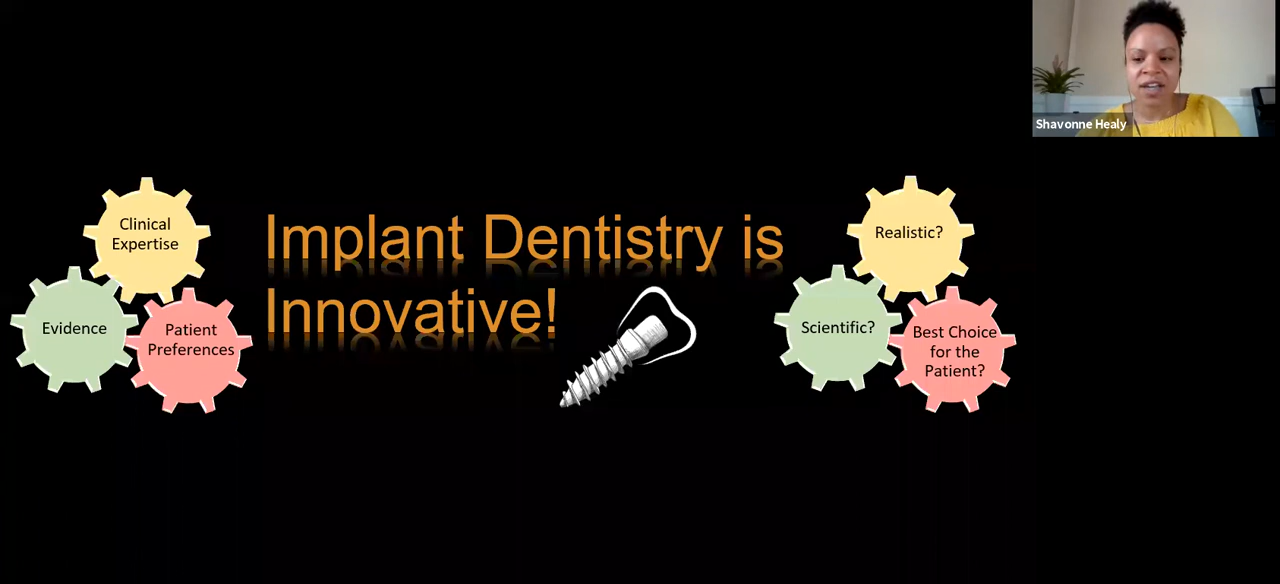 Shavonne Healy
Clinical
Expertise
Evidence
Patient
Preferences
Implant Dentistry is
Innovative!
Realistic?
Scientific?
Best Choice
for the
Patient?